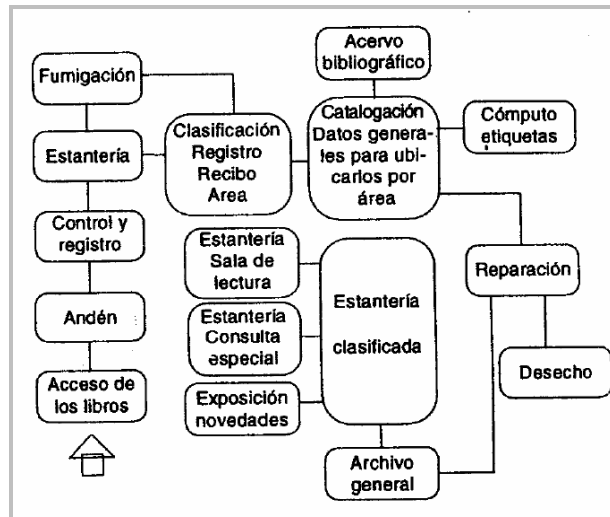 Acervo
bibliográfico
Fumigación
Clasificación
Registro
Recibo
Area
Catalogación
Datos genera-
les para ubi-
carlos por
área
Cómputo
etiquetas
Estantería
Control y
registro
Estantería
Sala de
lectura
Reparación
Andén
Estantería
Consulta
especial
Estantería
clasificada
Desecho
Acceso de
los libros
Exposición
novedades
Archivo
general